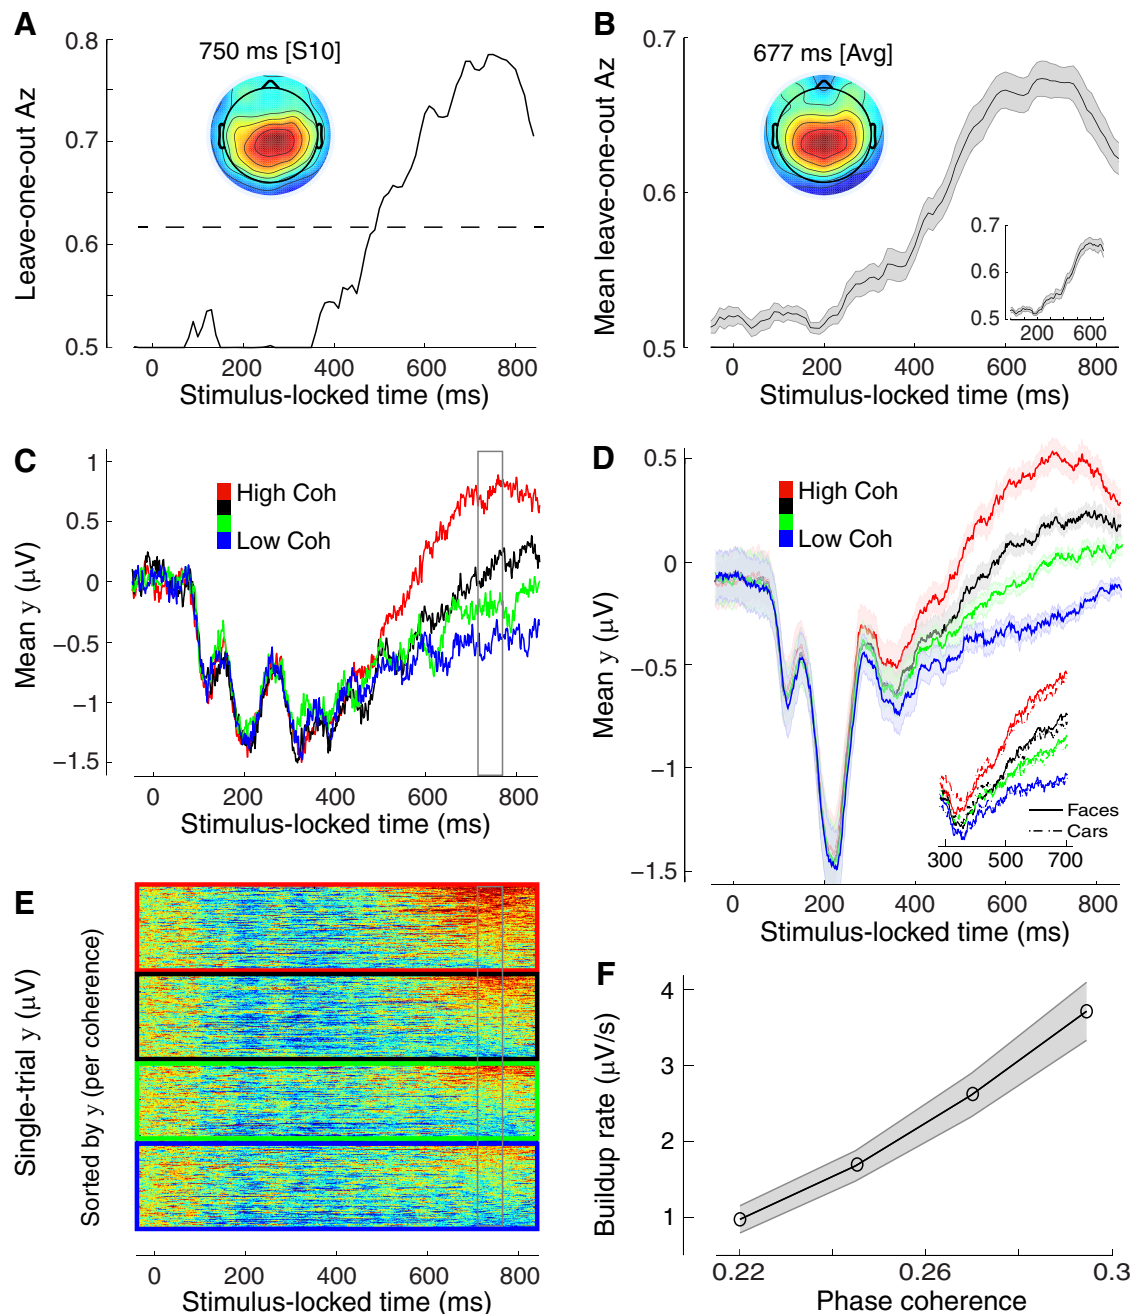 A
0.8
0.7
0.6
0.5
Leave-one-out Az
750 ms [S10]
0 200 400 600 800
Stimulus-locked time (ms)
B
0.7
0.6
0.5
Mean leave-one-out Az
677 ms [Avg]
0.7
0.6
0.5
200 600
0 200 400 600 800
Stimulus-locked time (ms)
C
1
0.5
0
−0.5
−1
−1.5
Mean y (μV)
High Coh
Low Coh
0 200 400 600 800
Stimulus-locked time (ms)
D
0.5
0
−0.5
−1
−1.5
Mean y (μV)
High Coh
Low Coh
Faces
Cars
300 500 700
0 200 400 600 800
Stimulus-locked time (ms)
E
Single-trial y (μV)
Sorted by y (per coherence)
0 200 400 600 800
Stimulus-locked time (ms)
F
4
3
2
1
Buildup rate (μV/s)
0.22 0.26 0.3
Phase coherence